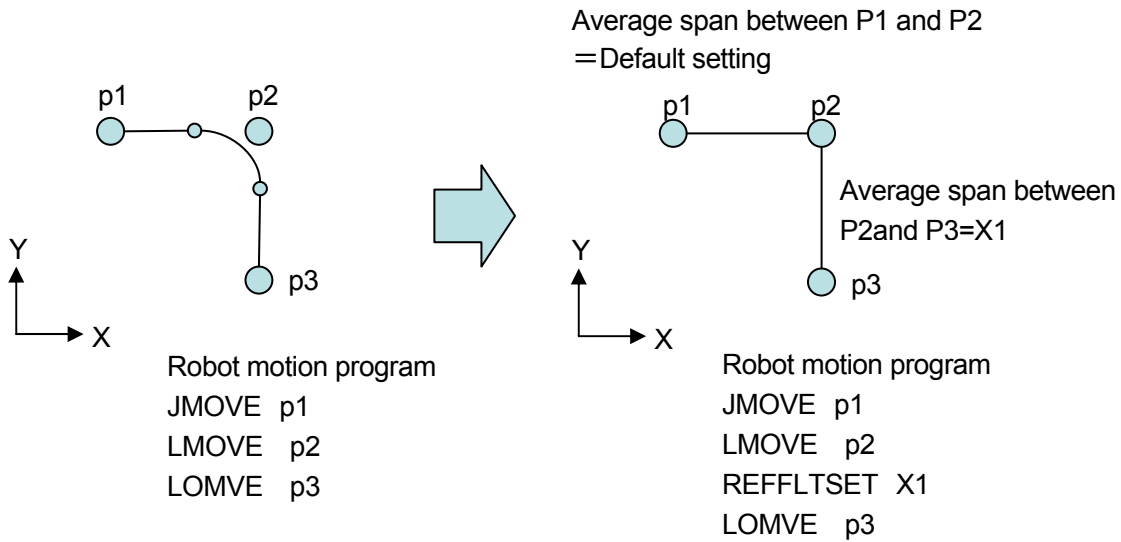 p1
p2
p3
Y
X
Robot motion program
JMOVE p1
LMOVE p2
LOMVE p3
Average span between P1 and P2
＝Default setting
p1
p2
Average span between
P2and P3=X1
p3
Y
X
Robot motion program
JMOVE p1
LMOVE p2
REFFLTSET X1
LOMVE p3